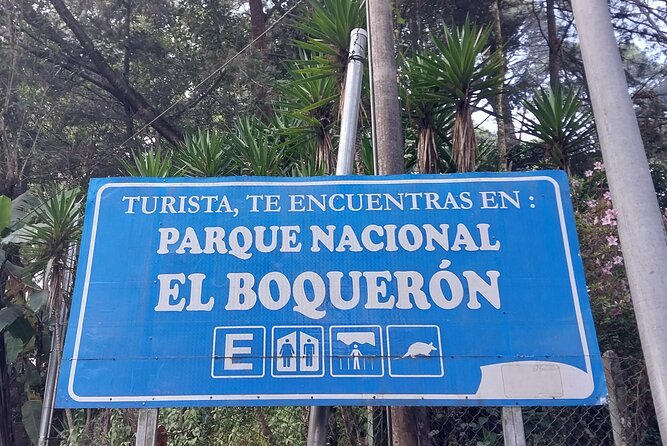 TURISTA, TE ENCUENTRAS EN :
PARQUE NACIONAL
EL BOQUERÓN
E